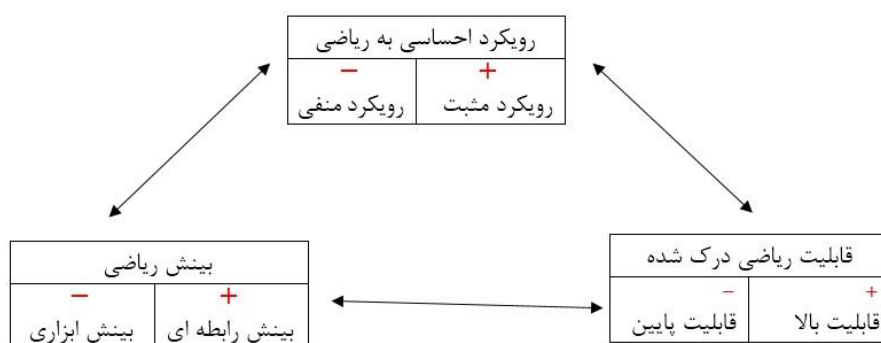 رویکرد احساسی به ریاضی
+ −
رویکرد مثبت رویکرد منفی
قابلیت ریاضی درک شده
+ −
قابلیت بالا قابلیت پایین
بینش ریاضی
+ −
بینش رابطه ای بینش ابزاری